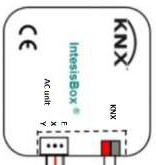 CE
KNX
IntesisBox ®
AC unit
Y X E
KNX